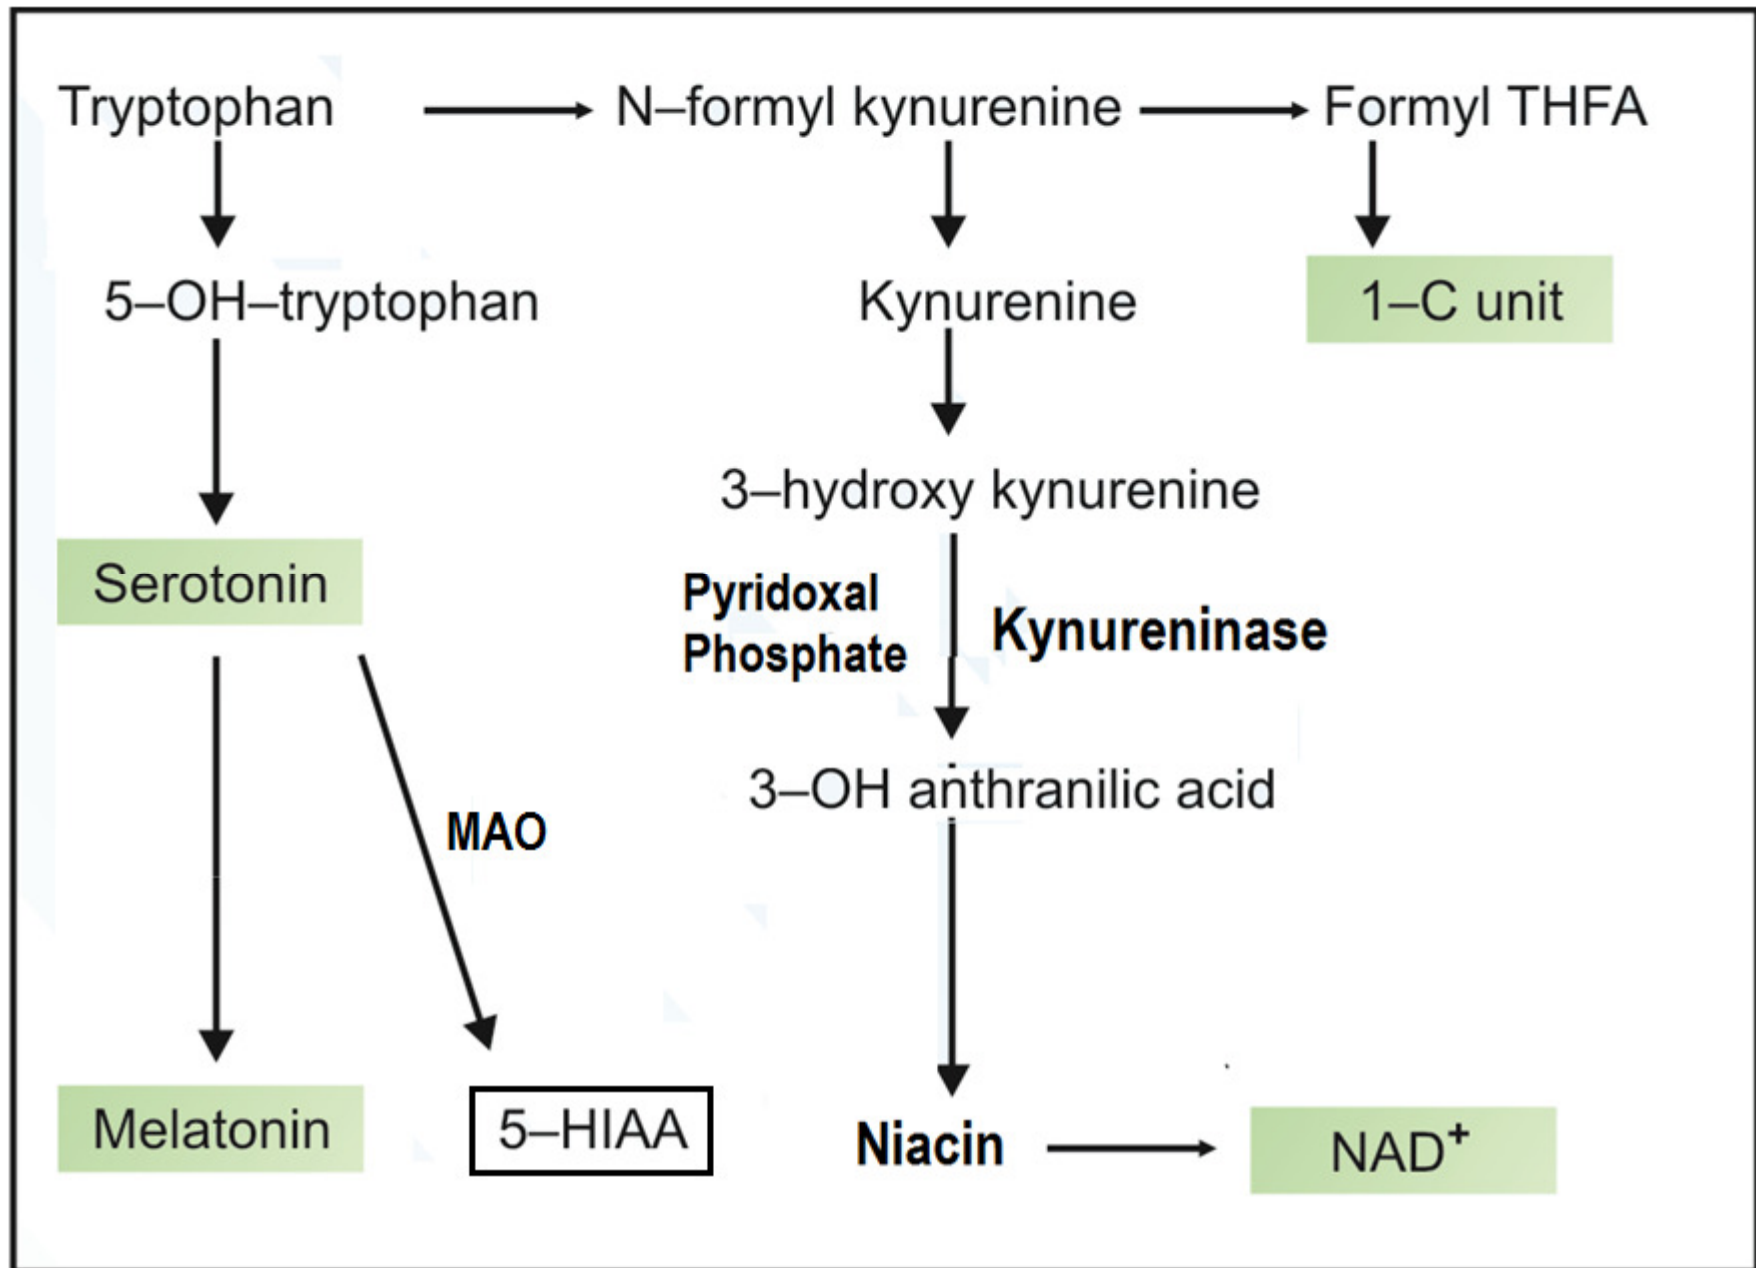 Tryptophan
N–formyl kynurenine
Formyl THFA
5–OH–tryptophan
Kynurenine
1–C unit
3–hydroxy kynurenine
Serotonin
Pyridoxal
Phosphate
Kynureninase
3–OH anthranilic acid
MAO
Melatonin
5–HIAA
Niacin
NAD⁺